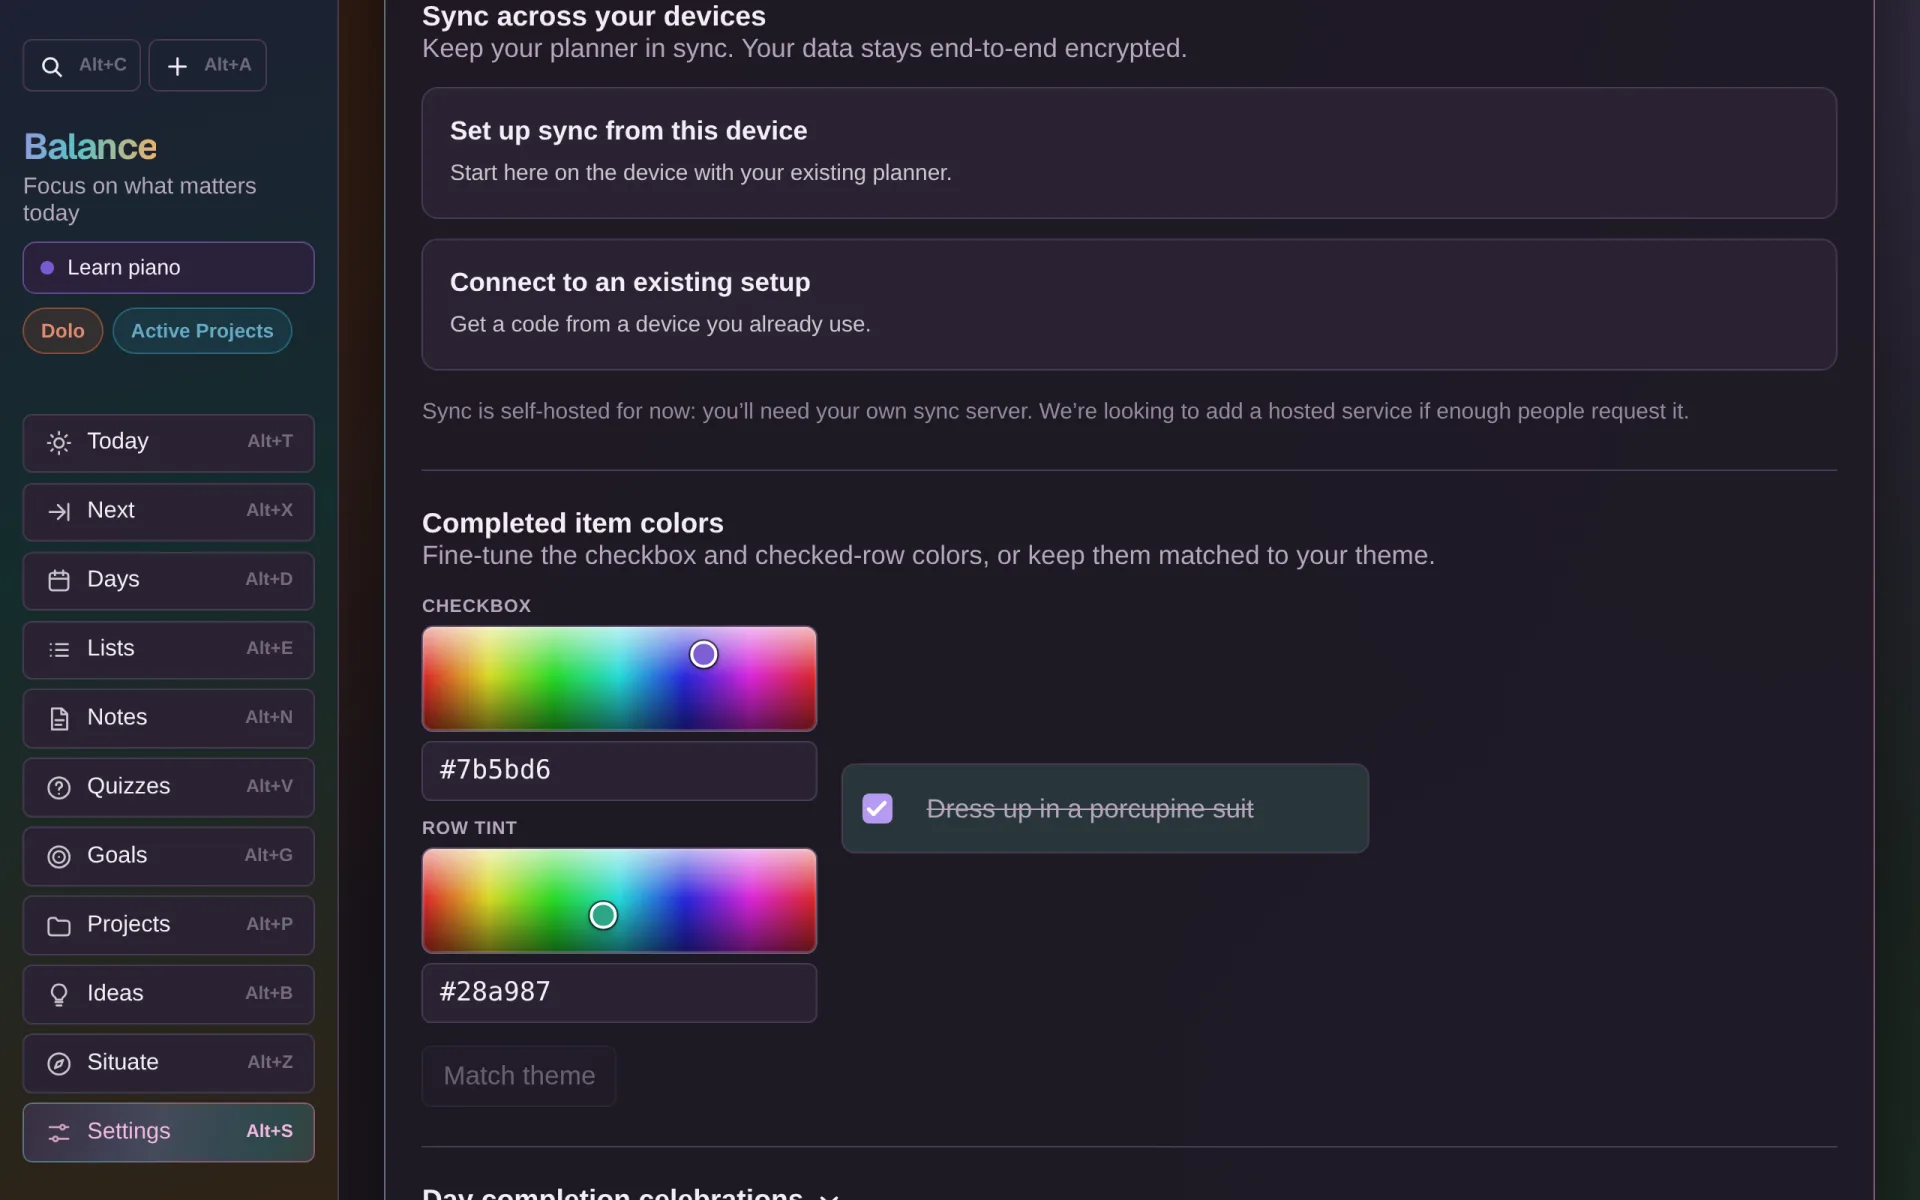 Alt+C
Alt+A
Balance
Focus on what matters
today
Learn piano
Dolo
Active Projects
Today Alt+T
Next Alt+X
Days Alt+D
Lists Alt+E
Notes Alt+N
Quizzes Alt+V
Goals Alt+G
Projects Alt+P
Ideas Alt+B
Situate Alt+Z
Settings Alt+S
Sync across your devices
Keep your planner in sync. Your data stays end-to-end encrypted.
Set up sync from this device
Start here on the device with your existing planner.
Connect to an existing setup
Get a code from a device you already use.
Sync is self-hosted for now: you’ll need your own sync server. We’re looking to add a hosted service if enough people request it.
Completed item colors
Fine-tune the checkbox and checked-row colors, or keep them matched to your theme.
CHECKBOX
#7b5bd6
ROW TINT
#28a987
Dress up in a porcupine suit
Match theme
Day completion celebrations